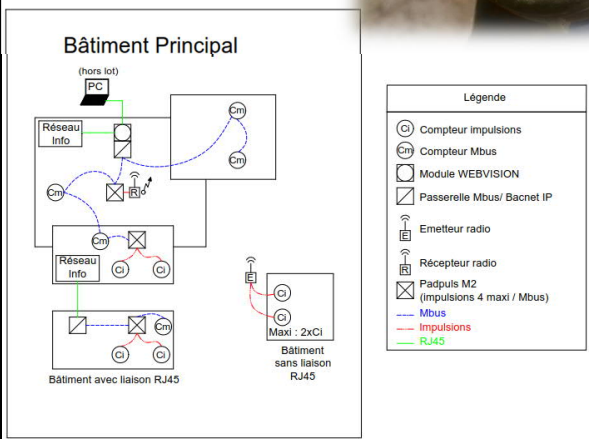 Bâtiment Principal
(hors lot)
PC
Réseau
Info
Cm
Cm
Cm
R
Cm
Réseau
Info
Ci
Ci
E
Ci
Ci
Maxi : 2xCi
Cm
Ci
Ci
Bâtiment avec liaison RJ45
Bâtiment
sans liaison
RJ45
Légende
Ci Compteur impulsions
Cm Compteur Mbus
Module WEBVISION
Passerelle Mbus/ Bacnet IP
E Emetteur radio
R Récepteur radio
Padpuls M2
(impulsions 4 maxi / Mbus)
Mbus
Impulsions
RJ45